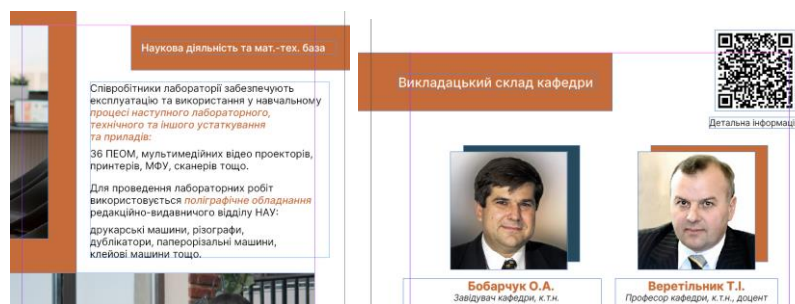 Наукова діяльність та мат.-тех. база
Співробітники лабораторії забезпечують
експлуатацію та використання у навчальному
процесі наступного лабораторного,
технічного та іншого устаткування
та приладів:
36 ПЕОМ, мультимедійних відео проекторів,
принтерів, МФУ, сканерів тощо.
Для проведення лабораторних робіт
використовується поліграфічне обладнання
редакційно-видавничого відділу НАУ:
друкарські машини, різографи,
дублікатори, паперорізальні машини,
клейові машини тощо.
Викладацький склад кафедри
Детальна інформаці
Бобарчук О.А.
Завідувач кафедри, к.т.н.
Веретільник Т.І.
Професор кафедри, к.т.н., доцент